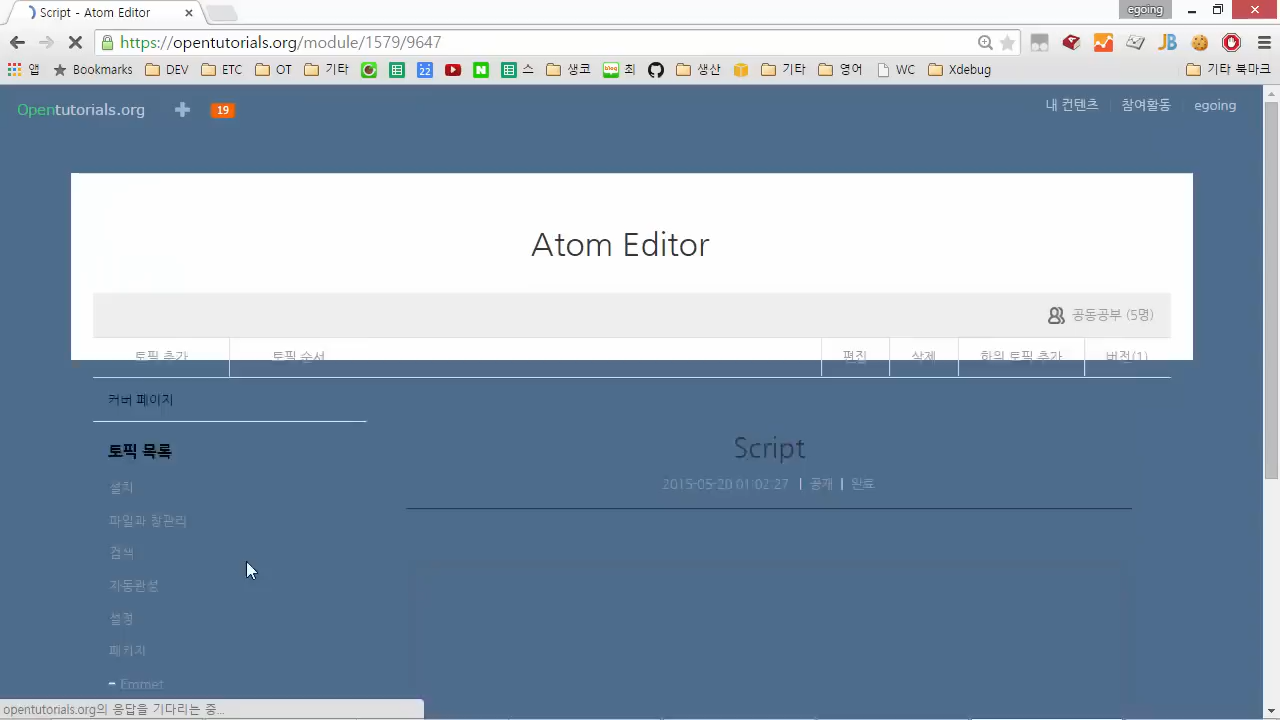 Script - Atom Editor
egoing
https://opentutorials.org/module/1579/9647
앱 Bookmarks DEV ETC OT 기타 22 N 스 생코 blog 최 생산 기타 영어 WC Xdebug 기타 북마크
JB
Opentutorials.org 19 내 컨텐츠 참여활동 egoing
Atom Editor
공동공부 (5명)
토픽 추가 토픽 순서 편집 삭제 하위 토픽 추가 버전(1)
커버 페이지
Script
토픽 목록
2015-05-20 01:02:27 | 공개 | 완료
설치
파일과 창관리
검색
자동완성
설정
패키지
Emmet
opentutorials.org의 응답을 기다리는 중...